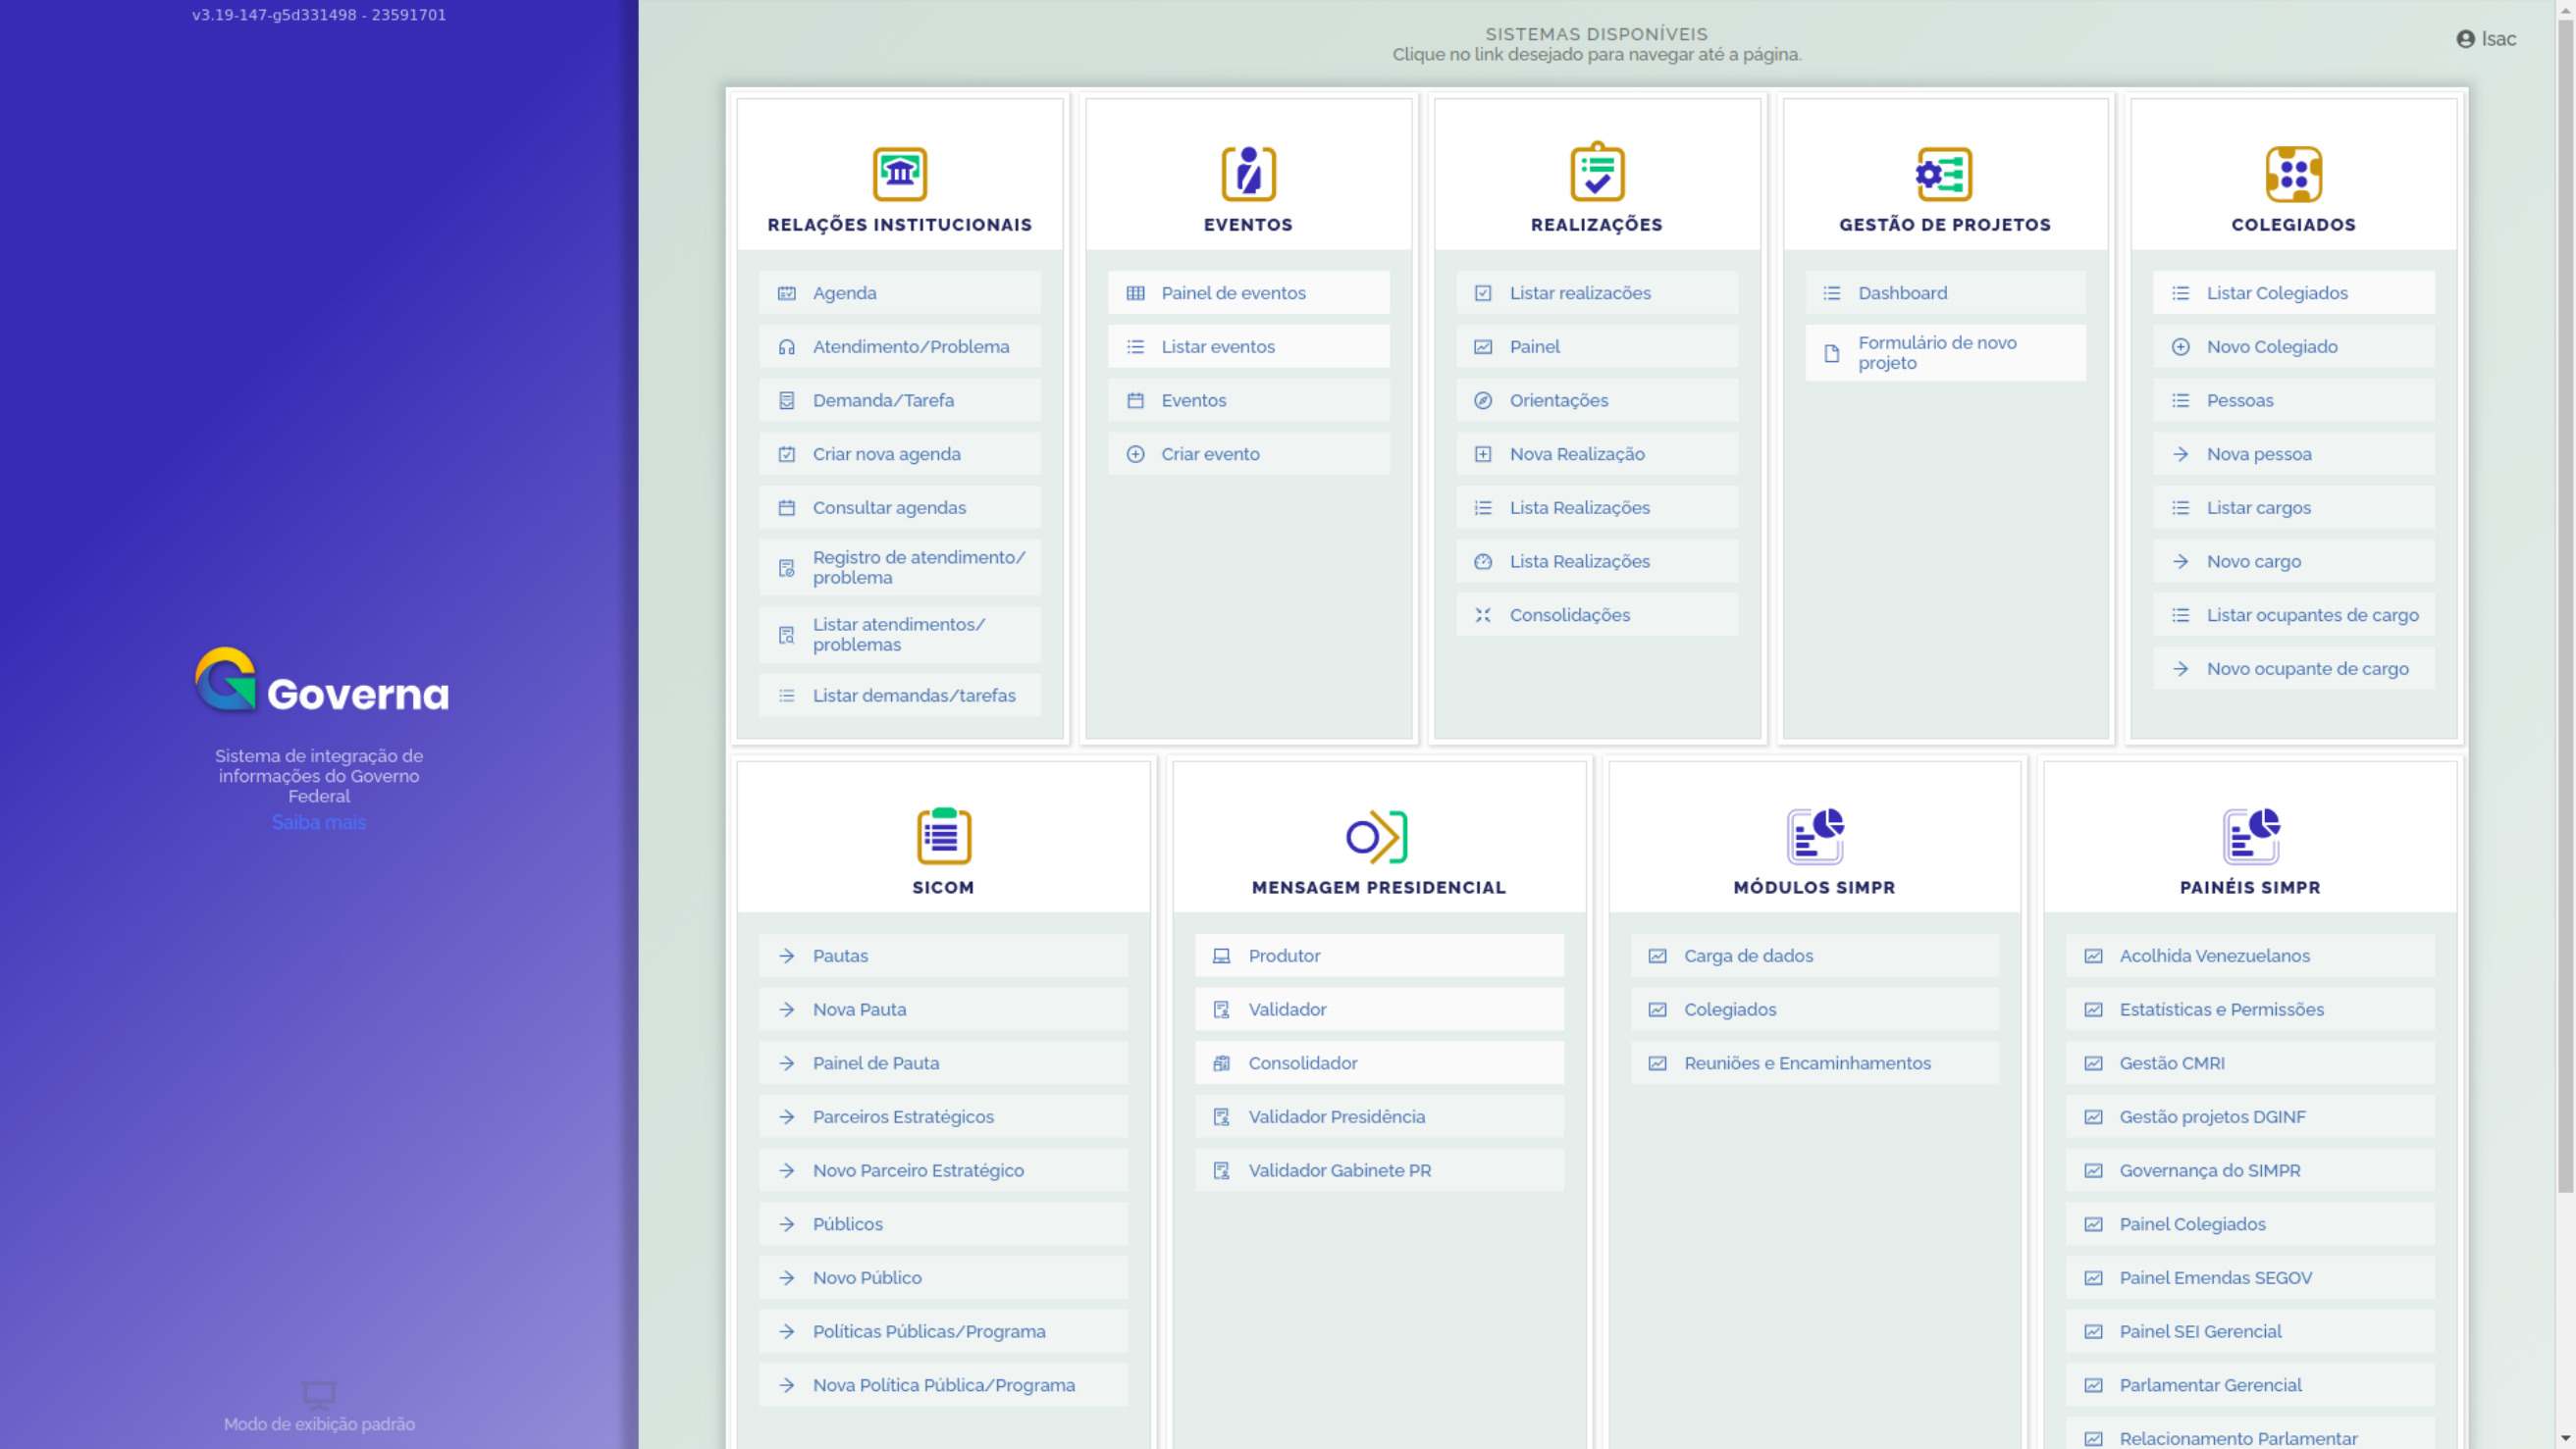 v3.19-147-g5d331498 - 23591701
Governa
Sistema de integração de
informações do Governo
Federal
Saiba mais
Modo de exibição padrão
SISTEMAS DISPONÍVEIS
Clique no link desejado para navegar até a página.
Isac
RELAÇÕES INSTITUCIONAIS
Agenda
Atendimento/Problema
Demanda/Tarefa
Criar nova agenda
Consultar agendas
Registro de atendimento/
problema
Listar atendimentos/
problemas
Listar demandas/tarefas
EVENTOS
Painel de eventos
Listar eventos
Eventos
Criar evento
REALIZAÇÕES
Listar realizacões
Painel
Orientações
Nova Realização
Lista Realizações
Lista Realizações
Consolidações
GESTÃO DE PROJETOS
Dashboard
Formulário de novo
projeto
COLEGIADOS
Listar Colegiados
Novo Colegiado
Pessoas
Nova pessoa
Listar cargos
Novo cargo
Listar ocupantes de cargo
Novo ocupante de cargo
SICOM
Pautas
Nova Pauta
Painel de Pauta
Parceiros Estratégicos
Novo Parceiro Estratégico
Públicos
Novo Público
Políticas Públicas/Programa
Nova Política Pública/Programa
MENSAGEM PRESIDENCIAL
Produtor
Validador
Consolidador
Validador Presidência
Validador Gabinete PR
MÓDULOS SIMPR
Carga de dados
Colegiados
Reuniões e Encaminhamentos
PAINÉIS SIMPR
Acolhida Venezuelanos
Estatísticas e Permissões
Gestão CMRI
Gestão projetos DGINF
Governança do SIMPR
Painel Colegiados
Painel Emendas SEGOV
Painel SEI Gerencial
Parlamentar Gerencial
Relacionamento Parlamentar